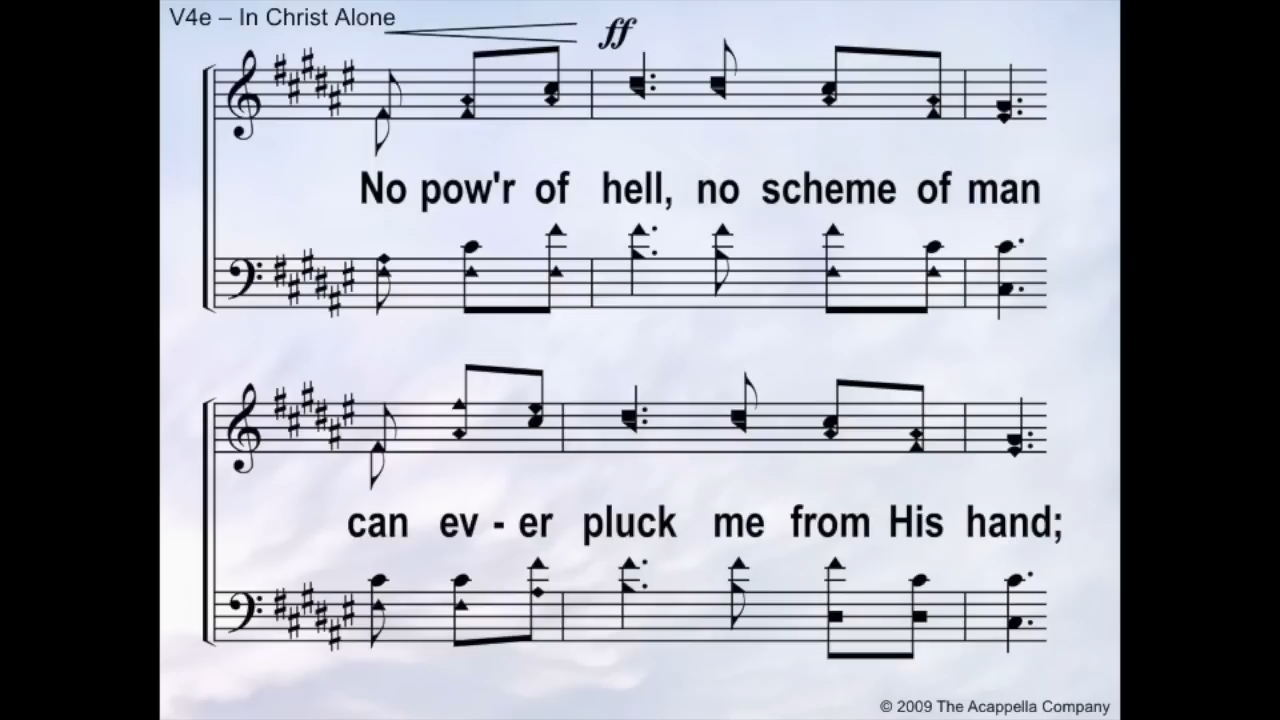 V4e – In Christ Alone
ff
No pow'r of hell, no scheme of man
can ev - er pluck me from His hand;
© 2009 The Acappella Company